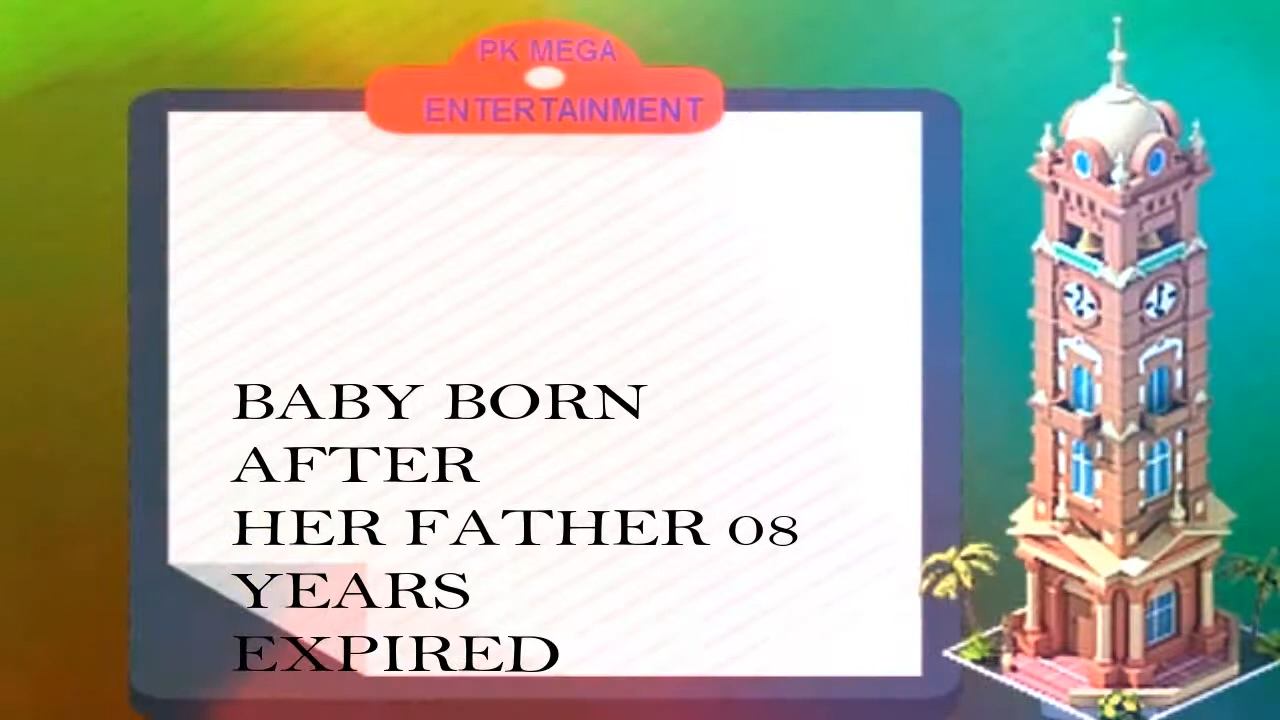 PK MEGA
ENTERTAINMENT
BABY BORN
AFTER
HER FATHER 08
YEARS
EXPIRED